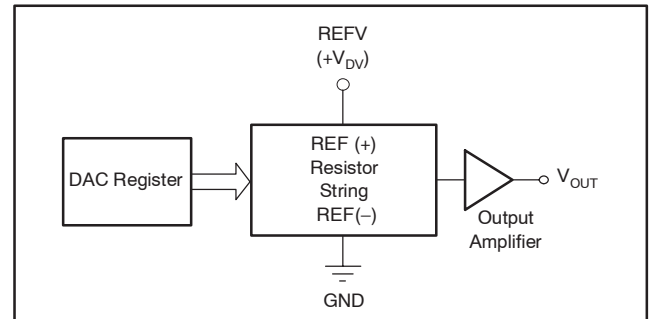 REFV
(+VDV)
REF (+)
Resistor
String
REF(−)
DAC Register
VOUT
Output
Amplifier
GND